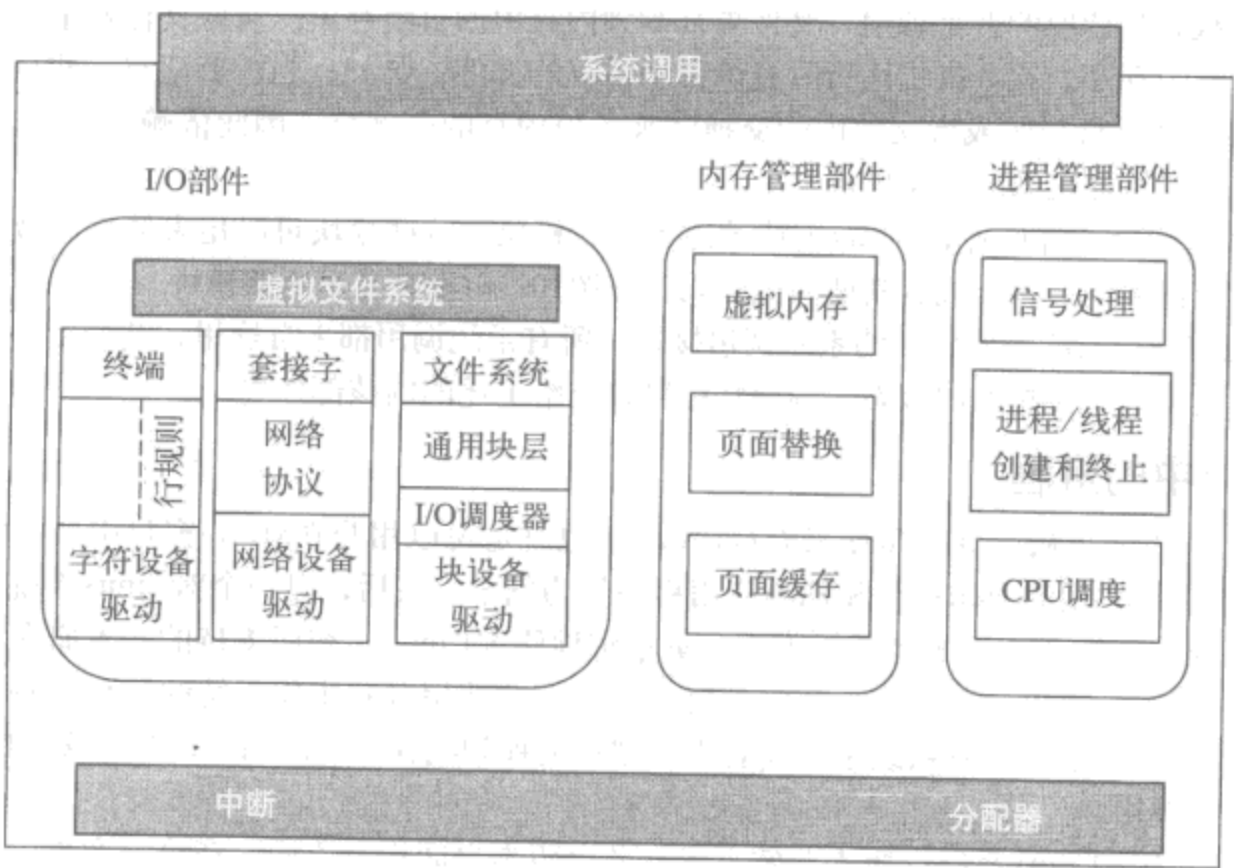 系统调用
I/O部件
内存管理部件
进程管理部件
虚拟文件系统
终端
行规则
字符设备
驱动
套接字
网络
协议
网络设备
驱动
文件系统
通用块层
I/O调度器
块设备
驱动
虚拟内存
页面替换
页面缓存
信号处理
进程/线程
创建和终止
CPU调度
中断
分配器